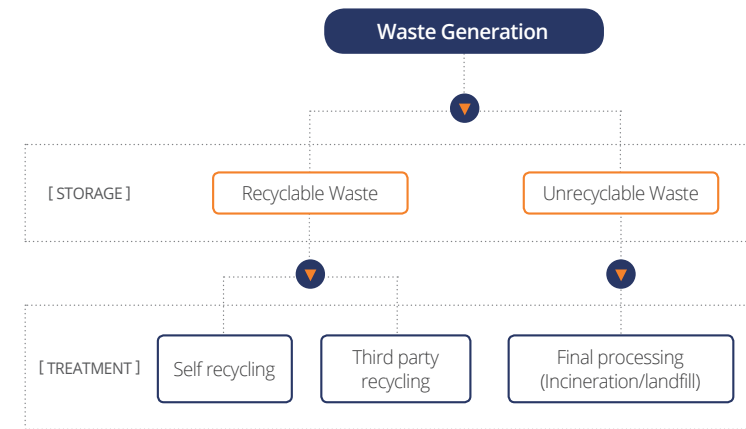 Waste Generation
[ STORAGE ]
Recyclable Waste
Unrecyclable Waste
[ TREATMENT ]
Self recycling
Third party
recycling
Final processing
(Incineration/landfill)